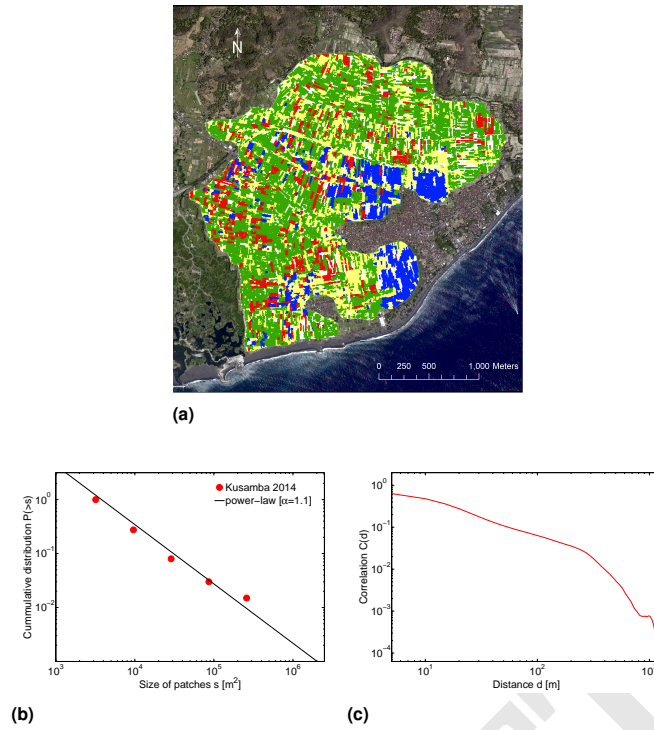 N
0 250 500 1,000 Meters
(a)
10^0
10^-1
10^-2
10^3 10^4 10^5 10^6
Cummulative distribution P(>s)
Size of patches s [m^2]
Kusamba 2014
power-law [α=1.1]
(b)
10^0
10^-1
10^-2
10^-3
10^-4
10^1 10^2
Correlation C(d)
Distance d [m]
(c)